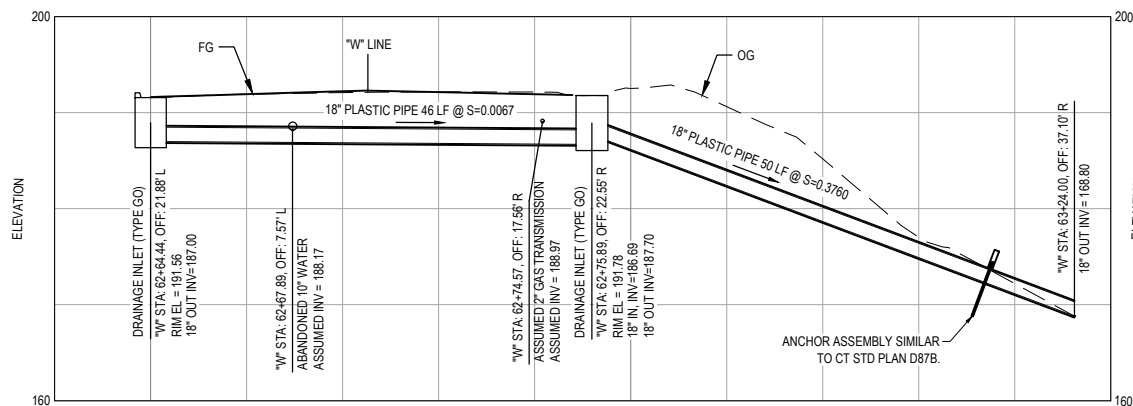 200
200
FG
"W" LINE
OG
18" PLASTIC PIPE 46 LF @ S=0.0067
18" PLASTIC PIPE 50 LF @ S=0.3760
ELEVATION
DRAINAGE INLET (TYPE GO)
"W" STA: 62+64.44, OFF: 21.88' L
RIM EL = 191.56
18" OUT INV=187.00
"W" STA: 62+67.89, OFF: 7.57' L
ABANDONED 10" WATER
ASSUMED INV = 188.17
"W" STA: 62+74.57, OFF: 17.56' R
ASSUMED 2" GAS TRANSMISSION
ASSUMED INV = 188.97
DRAINAGE INLET (TYPE GO)
"W" STA: 62+75.89, OFF: 22.55' R
RIM EL = 191.78
18" IN, INV=186.69
18" OUT INV=187.70
"W" STA: 63+24.00, OFF: 37.10' R
18" OUT INV = 168.80
ANCHOR ASSEMBLY SIMILAR
TO CT STD PLAN D87B.
160
160